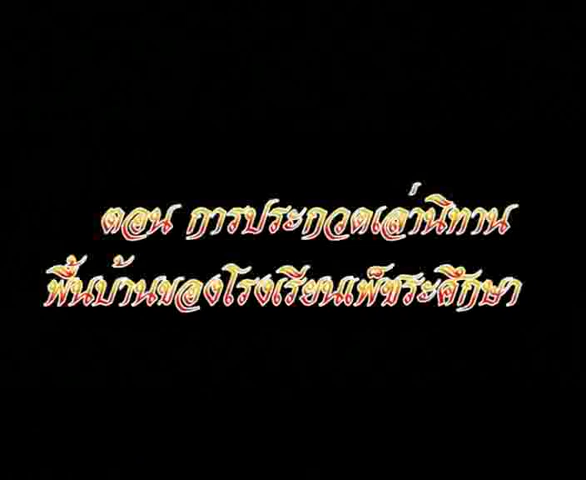 ตอน การประกวดเล่านิทาน
พื้นบ้านของโรงเรียนเพ็ชระศึกษา